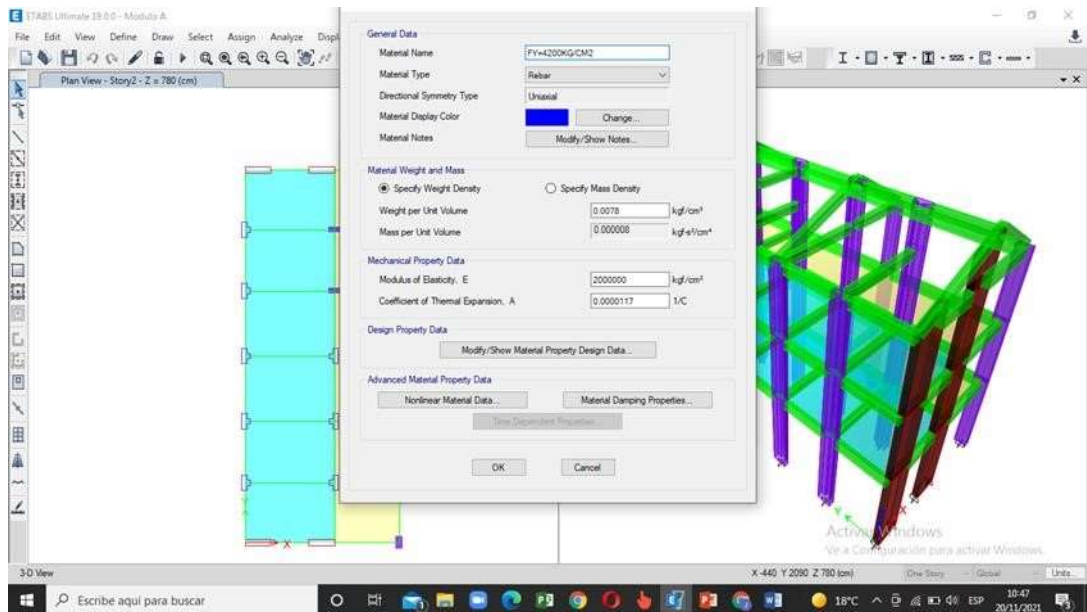 ETABS Ultimate 19.0.0 - Modulo A
File Edit View Define Draw Select Assign Analyze Displ
Plan View - Story2 - Z = 780 (cm)
General Data
Material Name FY=4200KG/CM2
Material Type Rebar
Directional Symmetry Type Uniaxial
Material Display Color Change...
Material Notes Modify/Show Notes...
Material Weight and Mass
Specify Weight Density Specify Mass Density
Weight per Unit Volume 0.0078 kgf/cm³
Mass per Unit Volume 0.000008 kgf-s²/cm⁴
Mechanical Property Data
Modulus of Elasticity, E 2000000 kgf/cm²
Coefficient of Thermal Expansion, A 0.0000117 1/C
Design Property Data
Modify/Show Material Property Design Data...
Advanced Material Property Data
Nonlinear Material Data... Material Damping Properties...
Time Dependent Properties...
OK Cancel
X
Y
X
Activar Windows
Ve a Configuración para activar Windows.
3-D View X -440 Y 2090 Z 780 (cm) One Story Global Units...
Escribe aquí para buscar
18°C ESP 10:47
20/11/2021